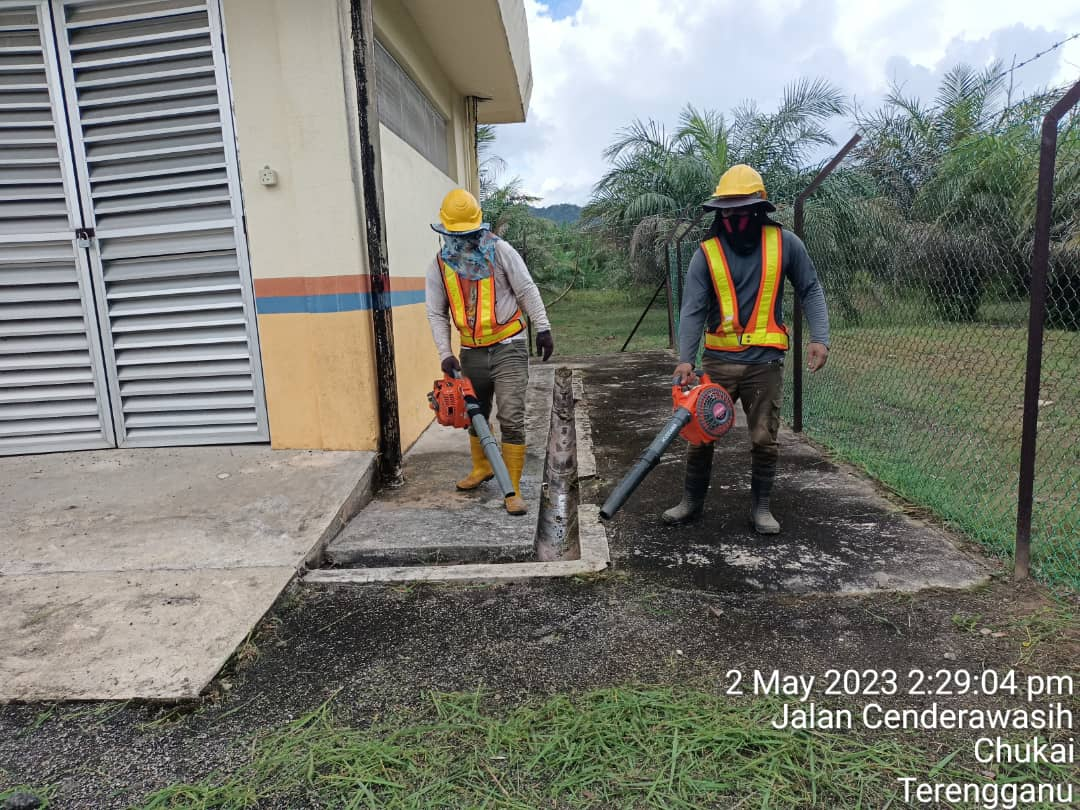 2 May 2023 2:29:04 pm
Jalan Cenderawasih
Chukai
Terengganu